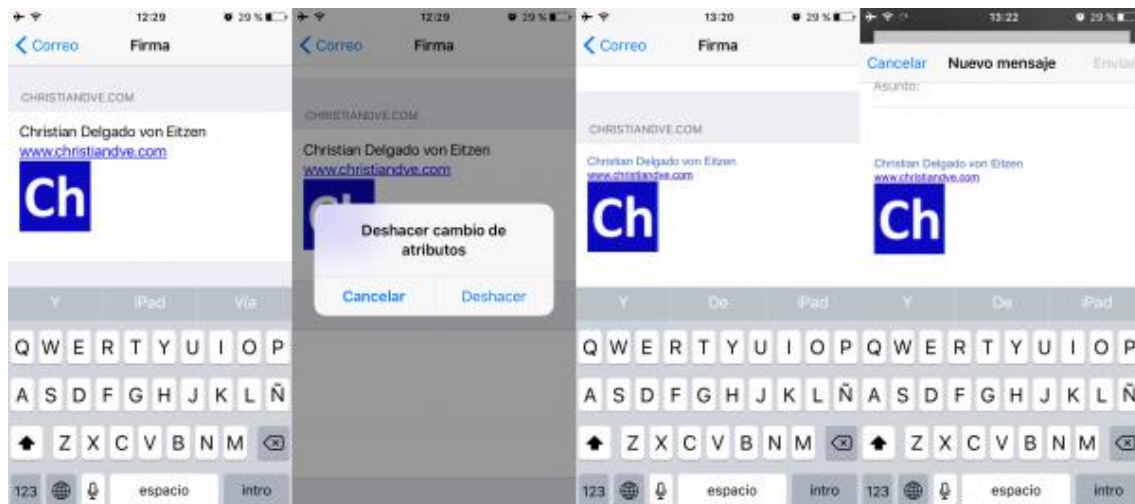 12:29
29 %
Correo
Firma
CHRISTIANDVE.COM
Christian Delgado von Eitzen
www.christiandve.com
Ch
Y iPad Vía
Q W E R T Y U I O P
A S D F G H J K L Ñ
Z X C V B N M
123 espacio intro
12:29
29 %
Correo
Firma
CHRISTIANDVE.COM
Christian Delgado von Eitzen
www.christiandve.com
Ch
Deshacer cambio de
atributos
Cancelar Deshacer
13:20
29 %
Correo
Firma
CHRISTIANDVE.COM
Christian Delgado von Eitzen
www.christiandve.com
Ch
Y De iPad
Q W E R T Y U I O P
A S D F G H J K L Ñ
Z X C V B N M
123 espacio intro
13:22
29 %
Cancelar Nuevo mensaje Enviar
Asunto:
Christian Delgado von Eitzen
www.christiandve.com
Ch
Y De iPad
Q W E R T Y U I O P
A S D F G H J K L Ñ
Z X C V B N M
123 espacio intro